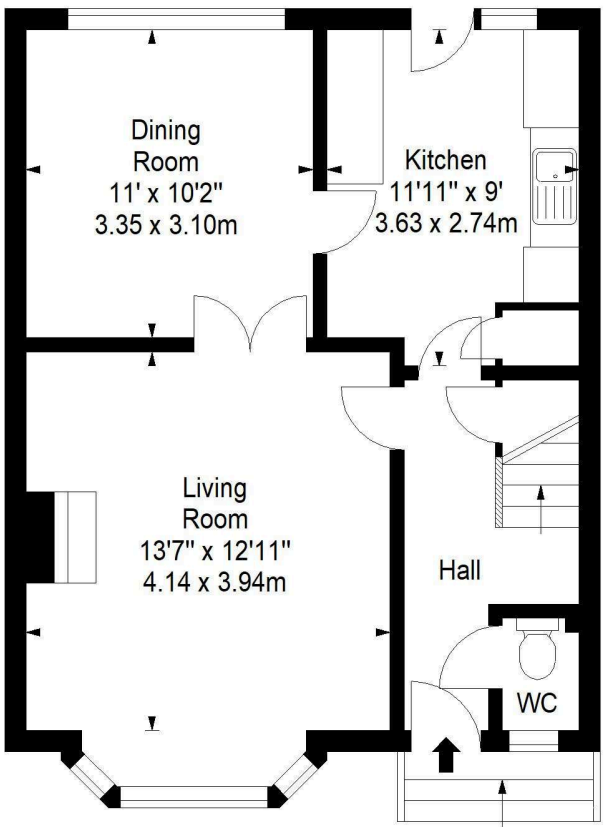 Dining
Room
11' x 10'2"
3.35 x 3.10m
Kitchen
11'11" x 9'
3.63 x 2.74m
Living
Room
13'7" x 12'11"
4.14 x 3.94m
Hall
WC